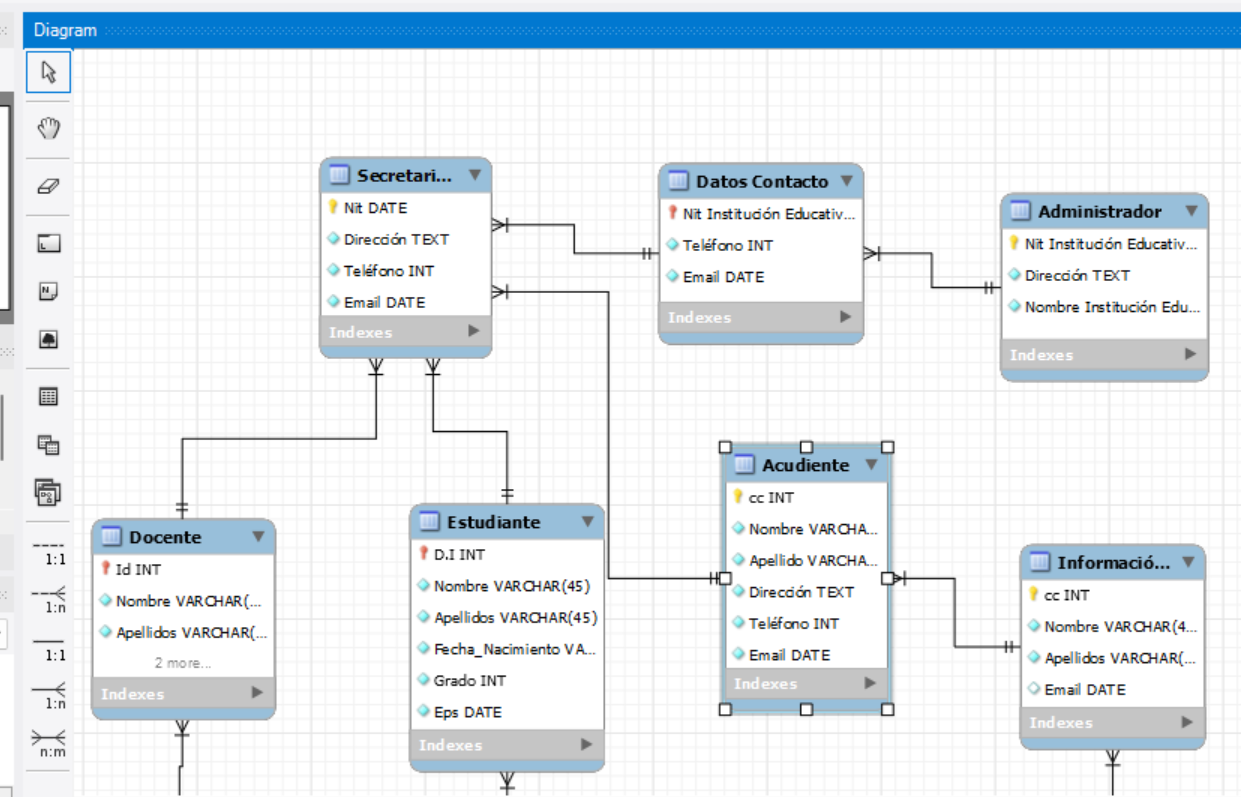 Diagram
Secretari...
Nit DATE
Dirección TEXT
Teléfono INT
Email DATE
Indexes
Datos Contacto
Nit Institución Educativ...
Teléfono INT
Email DATE
Indexes
Administrador
Nit Institución Educativ...
Dirección TEXT
Nombre Institución Edu...
Indexes
Acudiente
cc INT
Nombre VARCHA...
Apellido VARCHA...
Dirección TEXT
Teléfono INT
Email DATE
Indexes
Docente
Id INT
Nombre VARCHAR(...
Apellidos VARCHAR(...
2 more...
Indexes
Estudiante
D.I INT
Nombre VARCHAR(45)
Apellidos VARCHAR(45)
Fecha_Nacimiento VA...
Grado INT
Eps DATE
Indexes
Informació...
cc INT
Nombre VARCHAR(4...
Apellidos VARCHAR(...
Email DATE
Indexes
1:1
1:n
1:1
1:n
n:m